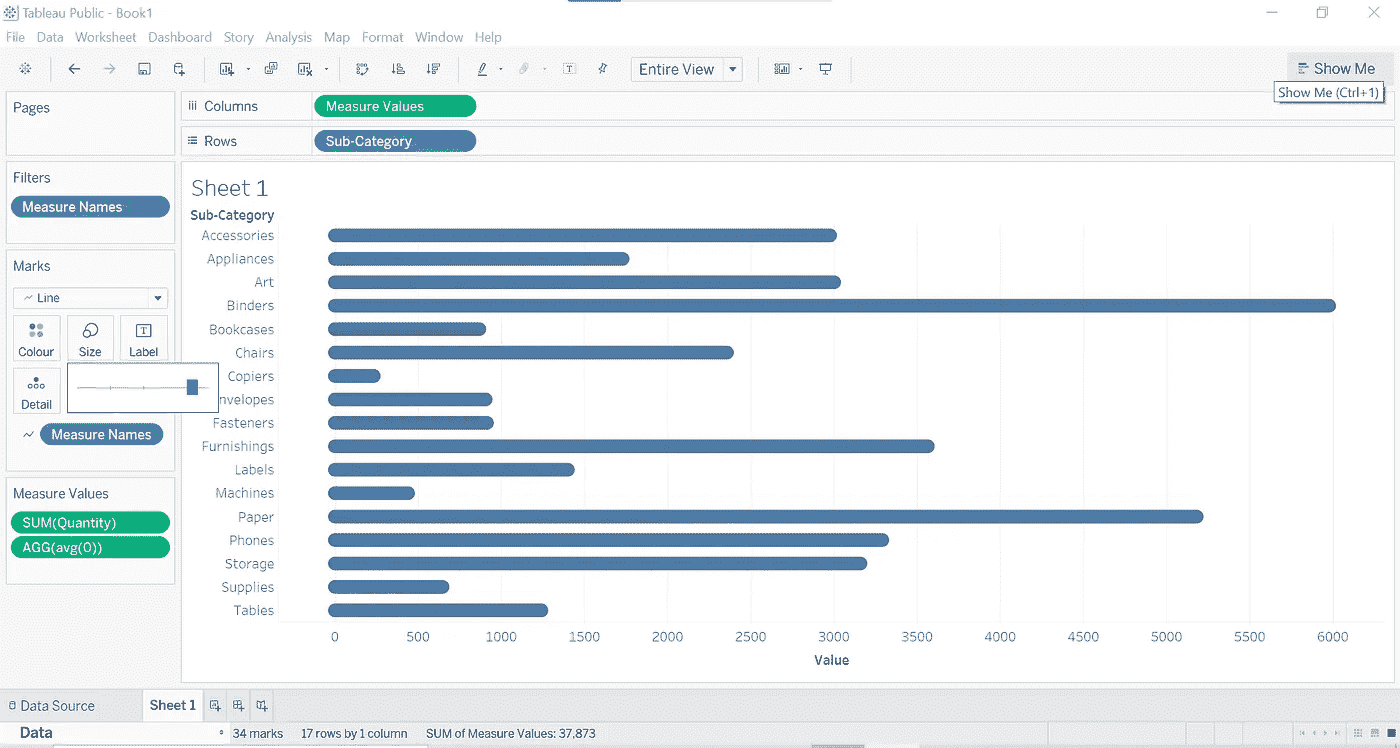 Tableau Public - Book1
File Data Worksheet Dashboard Story Analysis Map Format Window Help
Entire View
Show Me
Show Me (Ctrl+1)
Pages
Columns
Measure Values
Rows
Sub-Category
Filters
Measure Names
Marks
Line
Colour Size Label
Detail
Measure Names
Measure Values
SUM(Quantity)
AGG(avg(0))
Sheet 1
Sub-Category
Accessories
Appliances
Art
Binders
Bookcases
Chairs
Copiers
nvelopes
Fasteners
Furnishings
Labels
Machines
Paper
Phones
Storage
Supplies
Tables
0 500 1000 1500 2000 2500 3000 3500 4000 4500 5000 5500 6000
Value
Data Source Sheet 1
Data 34 marks 17 rows by 1 column SUM of Measure Values: 37,873